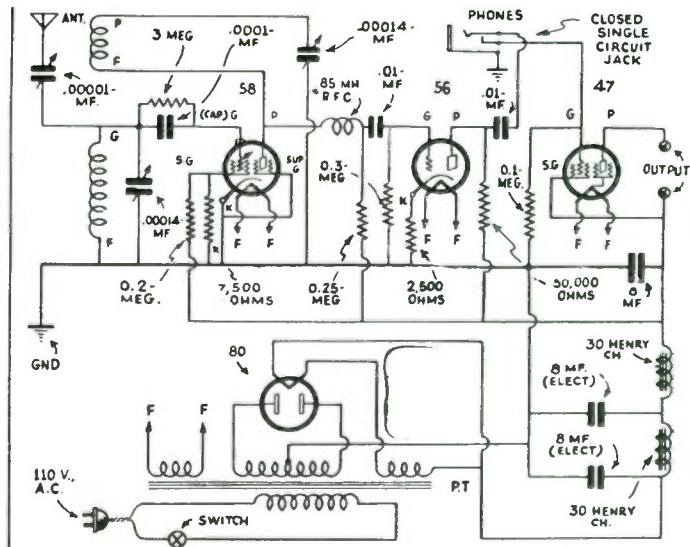 ANT.
P
F
3 MEG
.0001-
MF.
.00014-
MF
PHONES
CLOSED
SINGLE
CIRCUIT
JACK
.00001-
MF.
58
(CAP) G
P
.85 MH
R.F.C.
.01-
MF
56
G
P
.01-
MF.
47
G
P
G
S.G
SUP
G
K
0.3-
MEG
K
0.1-
MEG.
S.G
OUTPUT
.00014-
MF
F
F
F
F
F
F
F
0.2-
MEG.
7,500
OHMS
0.25-
MEG
2,500
OHMS
50,000
OHMS
8
MF
GND
80
30 HENRY
CH.
8 MF.
(ELECT)
F
F
8 MF.
(ELECT)
P.T
110 V.,
A.C.
SWITCH
30 HENRY
CH.